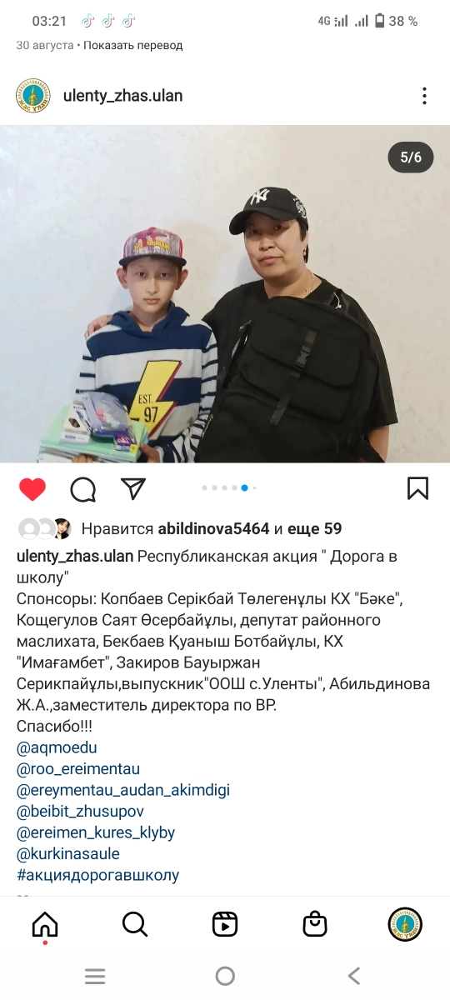 03:21
4G
38 %
30 августа • Показать перевод
ЖАС ҰЛАН
ulenty_zhas.ulan
5/6
NY
EST.
97
Нравится abildinova5464 и еще 59
ulenty_zhas.ulan Республиканская акция " Дорога в
школу"
Спонсоры: Копбаев Серікбай Төлегенұлы КХ "Бәке",
Кощегулов Саят Өсербайұлы, депутат районного
маслихата, Бекбаев Қуаныш Ботбайұлы, КХ
"Имағамбет", Закиров Бауыржан
Серикпайұлы,выпускник"ООШ с.Уленты", Абильдинова
Ж.А.,заместитель директора по ВР.
Спасибо!!!
@aqmoedu
@roo_ereimentau
@ereymentau_audan_akimdigi
@beibit_zhusupov
@ereimen_kures_klyby
@kurkinasaule
#акциядорогавшколу